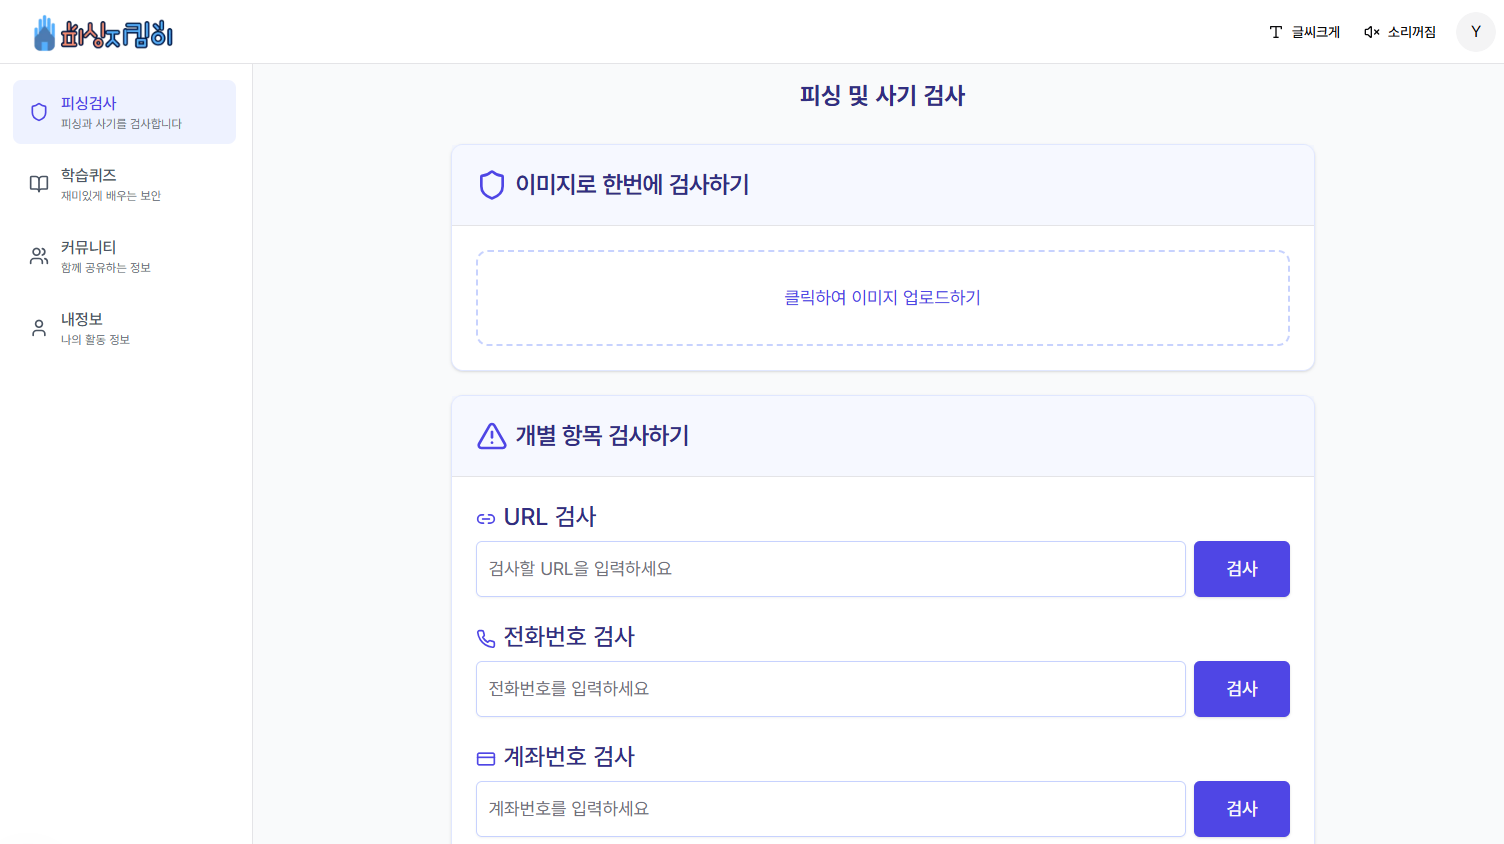 피싱지킴이
글씨크게
소리꺼짐
Y
피싱검사
피싱과 사기를 검사합니다
학습퀴즈
재미있게 배우는 보안
커뮤니티
함께 공유하는 정보
내정보
나의 활동 정보
피싱 및 사기 검사
이미지로 한번에 검사하기
클릭하여 이미지 업로드하기
개별 항목 검사하기
URL 검사
검사할 URL을 입력하세요
검사
전화번호 검사
전화번호를 입력하세요
검사
계좌번호 검사
계좌번호를 입력하세요
검사